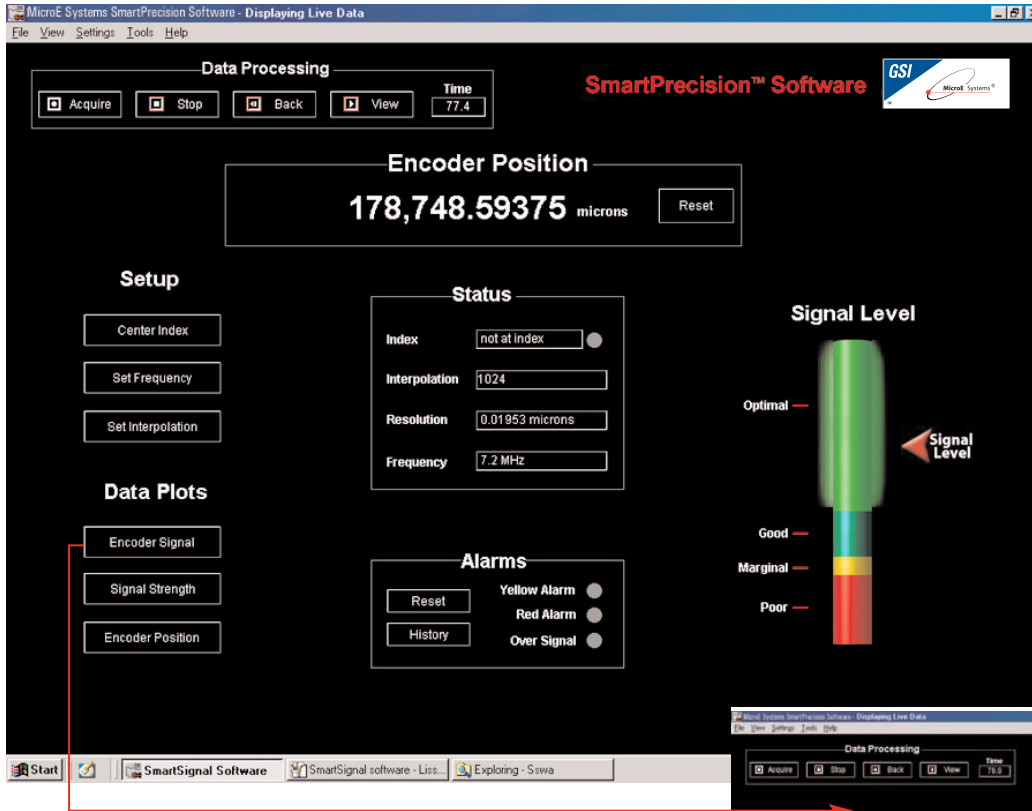 MicroE Systems SmartPrecision Software - Displaying Live Data
File View Settings Tools Help
Data Processing
Acquire Stop Back View
Time
77.4
SmartPrecision™ Software
GSI
MicroE Systems®
TM
Encoder Position
178,748.59375 microns
Reset
Setup
Center Index
Set Frequency
Set Interpolation
Data Plots
Encoder Signal
Signal Strength
Encoder Position
Status
Index not at index
Interpolation 1024
Resolution 0.01953 microns
Frequency 7.2 MHz
Alarms
Reset
History
Yellow Alarm
Red Alarm
Over Signal
Signal Level
Optimal
Signal
Level
Good
Marginal
Poor
Start
SmartSignal Software
SmartSignal software - Liss...
Exploring - Sswa
MicroE Systems SmartPrecision Software - Displaying Live Data
File View Settings Tools Help
Data Processing
Acquire Stop Back View
Time